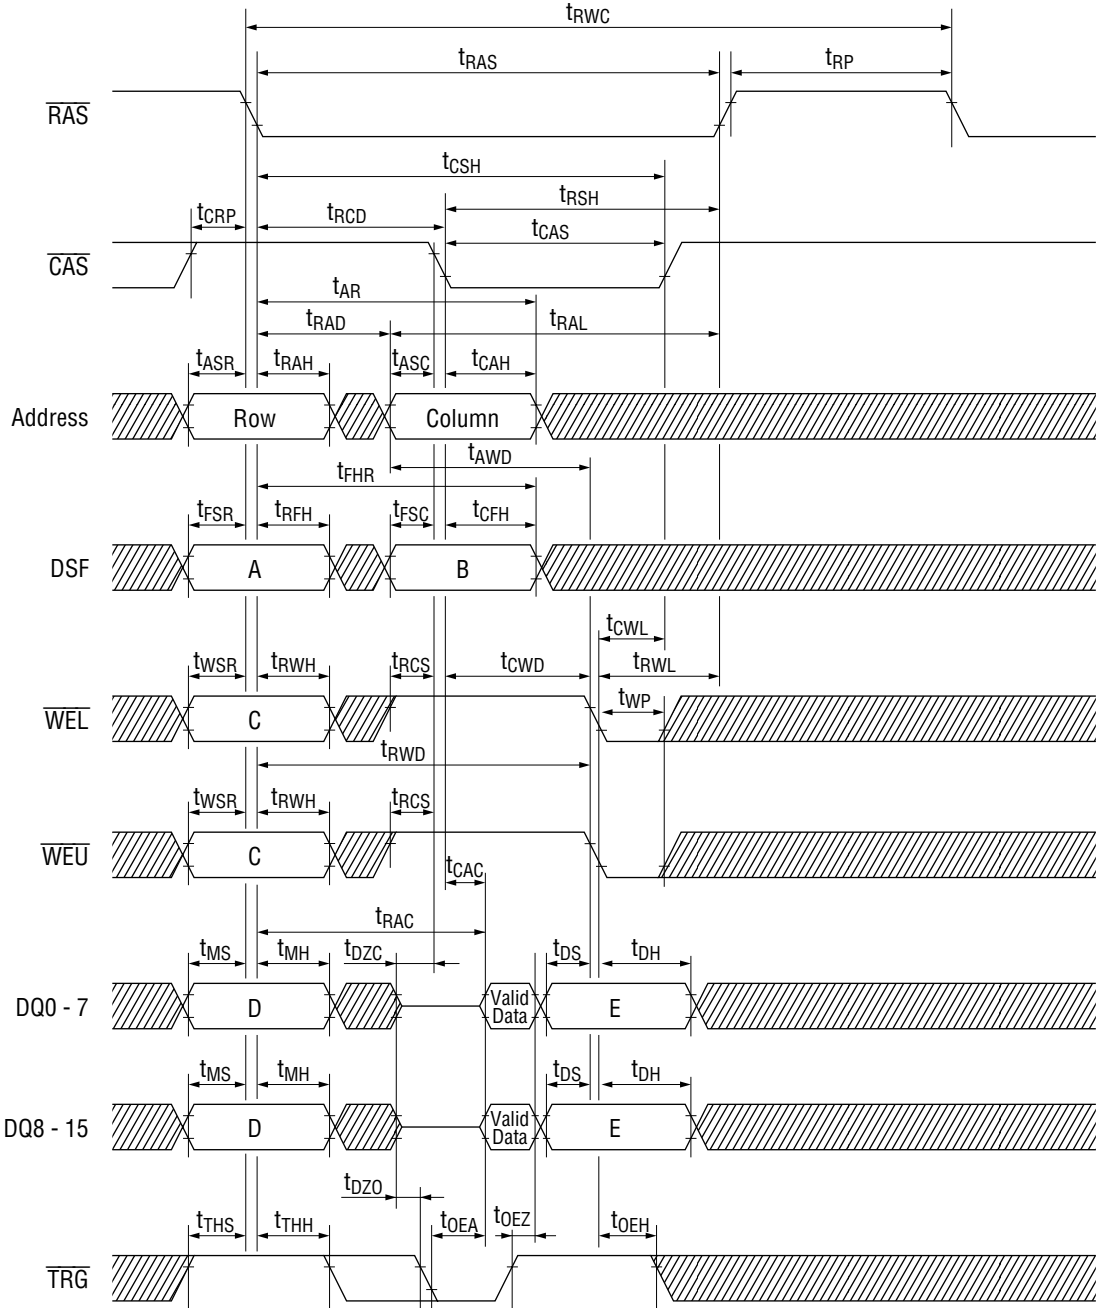 tRWC
tRAS tRP
RAS
tCSH
tRSH
tCRP tRCD tCAS
CAS
tAR
tRAD tRAL
tASR tRAH tASC tCAH
Address Row Column
tAWD
tFHR
tFSR tRFH tFSC tCFH
DSF A B
tCWL
tWSR tRWH tRCS tCWD tRWL
tWP
WEL C
tRWD
tWSR tRWH tRCS
WEU C
tCAC
tRAC
tMS tMH tDZC tDS tDH
DQ0 - 7 D Valid Data E
tMS tMH tDS tDH
DQ8 - 15 D Valid Data E
tDZO
tTHS tTHH tOEA tOEZ tOEH
TRG